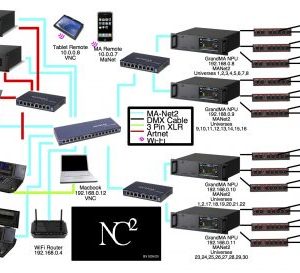 Tablet Remote
10.0.0.6
VNC
MA Remote
10.0.0.7
MaNet
GrandMA NPU
192.168.0.8
MANet2
Universes 1,2,3,4,5,6,7,8
MA-Net2
DMX Cable
3 Pin XLR
Artnet
Wi-Fi
GrandMA NPU
192.168.0.9
MANet2
Universes
9,10,11,12,13,14,15,16
Macbook
192.168.0.12
VNC
GrandMA NPU
192.168.0.10
MANet2
Universes
1,2,17,18,19,20,21,22
WiFi Router
192.168.0.4
NC2
GrandMA NPU
192.168.0.11
MANet2
Universes
23,24,25,26,27,28,29,30